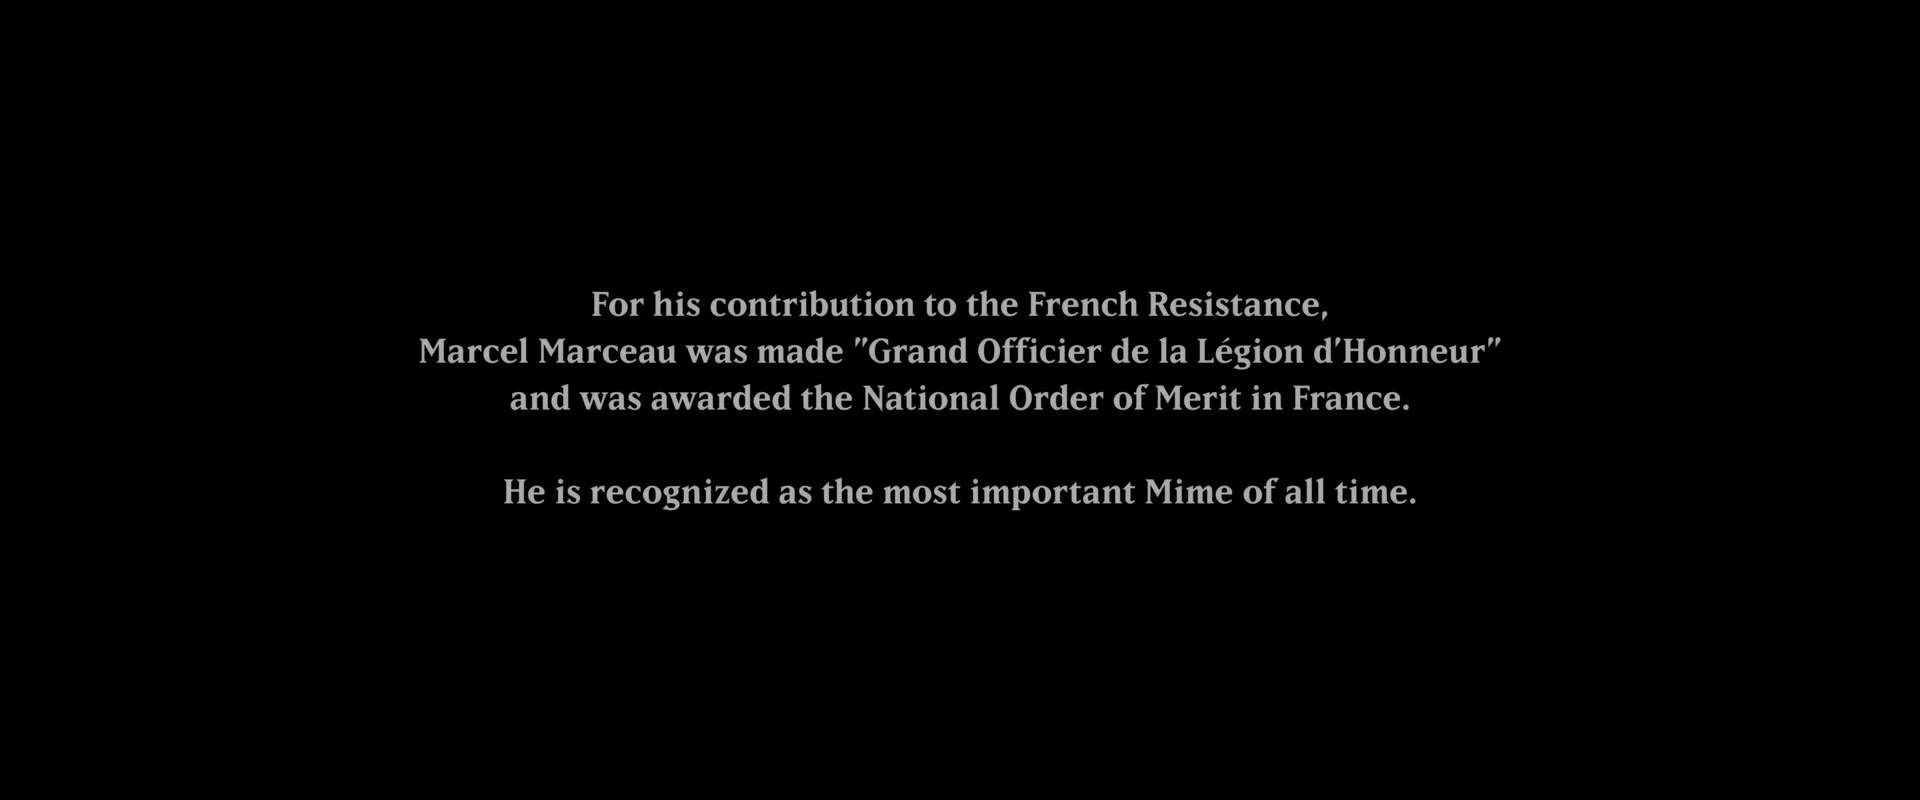 For his contribution to the French Resistance,
Marcel Marceau was made "Grand Officier de la Légion d'Honneur"
and was awarded the National Order of Merit in France.
He is recognized as the most important Mime of all time.